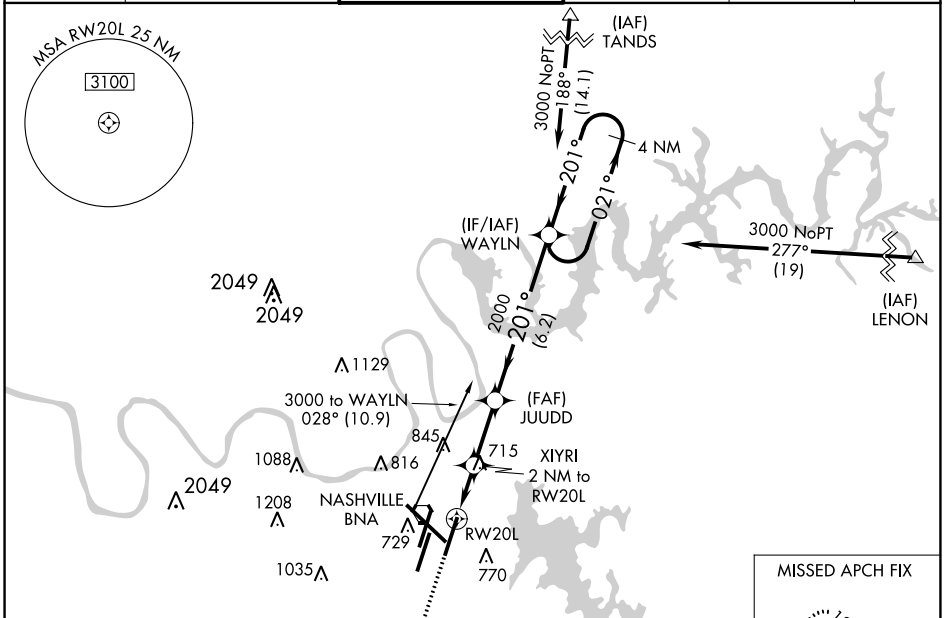 MSA RW20L 25 NM
3100
(IAF)
TANDS
3000 NoPT
188°
(14.1)
4 NM
201°
021°
(IF/IAF)
WAYLN
3000 NoPT
277°
(19)
(IAF)
LENON
2049
2049
2000
201°
(6.2)
1129
3000 to WAYLN
028° (10.9)
(FAF)
JUUDD
845
715
XIYRI
2 NM to
RW20L
1088
816
2049
1208
NASHVILLE
BNA
729
RW20L
770
1035
MISSED APCH FIX